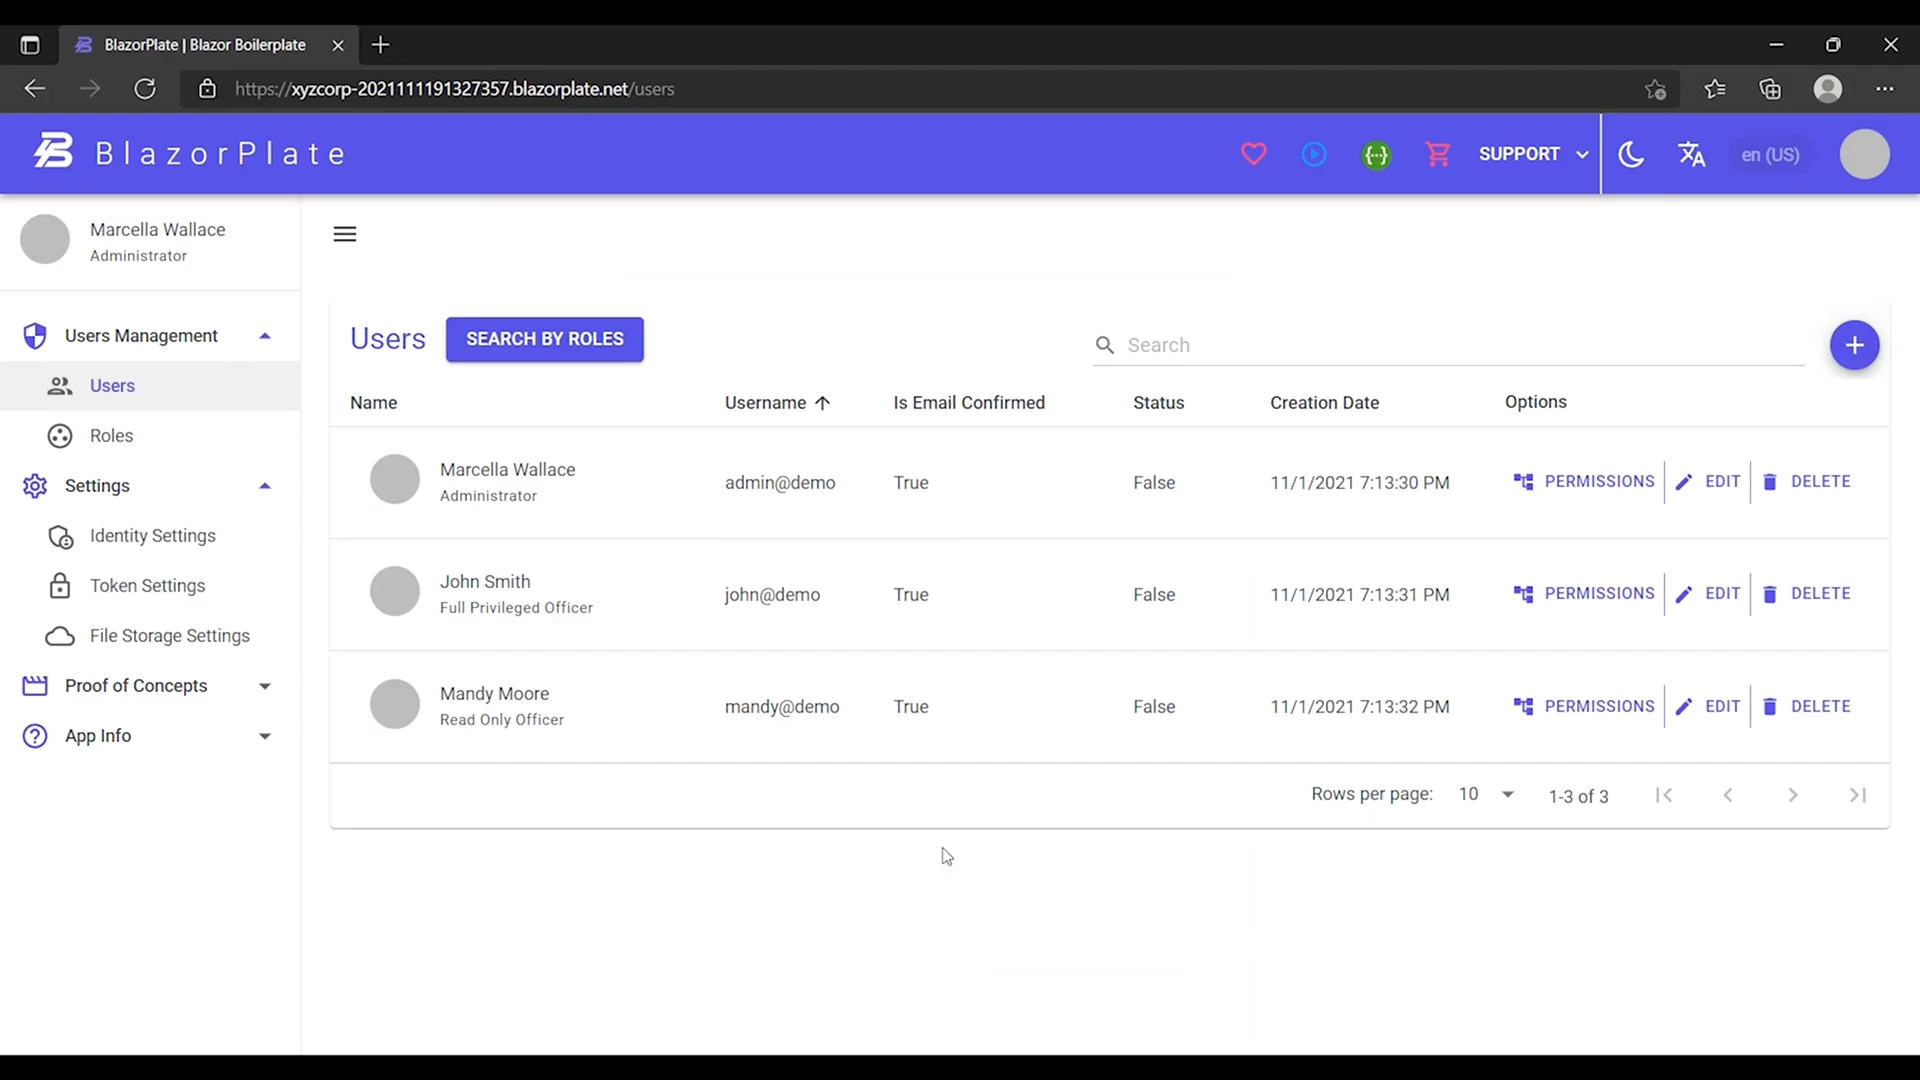 BlazorPlate | Blazor Boilerplate
https://xyzcorp-2021111191327357.blazorplate.net/users
BlazorPlate
SUPPORT
en (US)
Marcella Wallace
Administrator
Users Management
Users
Roles
Settings
Identity Settings
Token Settings
File Storage Settings
Proof of Concepts
App Info
Users SEARCH BY ROLES Search
Name Username Is Email Confirmed Status Creation Date Options
Marcella Wallace
Administrator
admin@demo True False 11/1/2021 7:13:30 PM PERMISSIONS EDIT DELETE
John Smith
Full Privileged Officer
john@demo True False 11/1/2021 7:13:31 PM PERMISSIONS EDIT DELETE
Mandy Moore
Read Only Officer
mandy@demo True False 11/1/2021 7:13:32 PM PERMISSIONS EDIT DELETE
Rows per page: 10 1-3 of 3